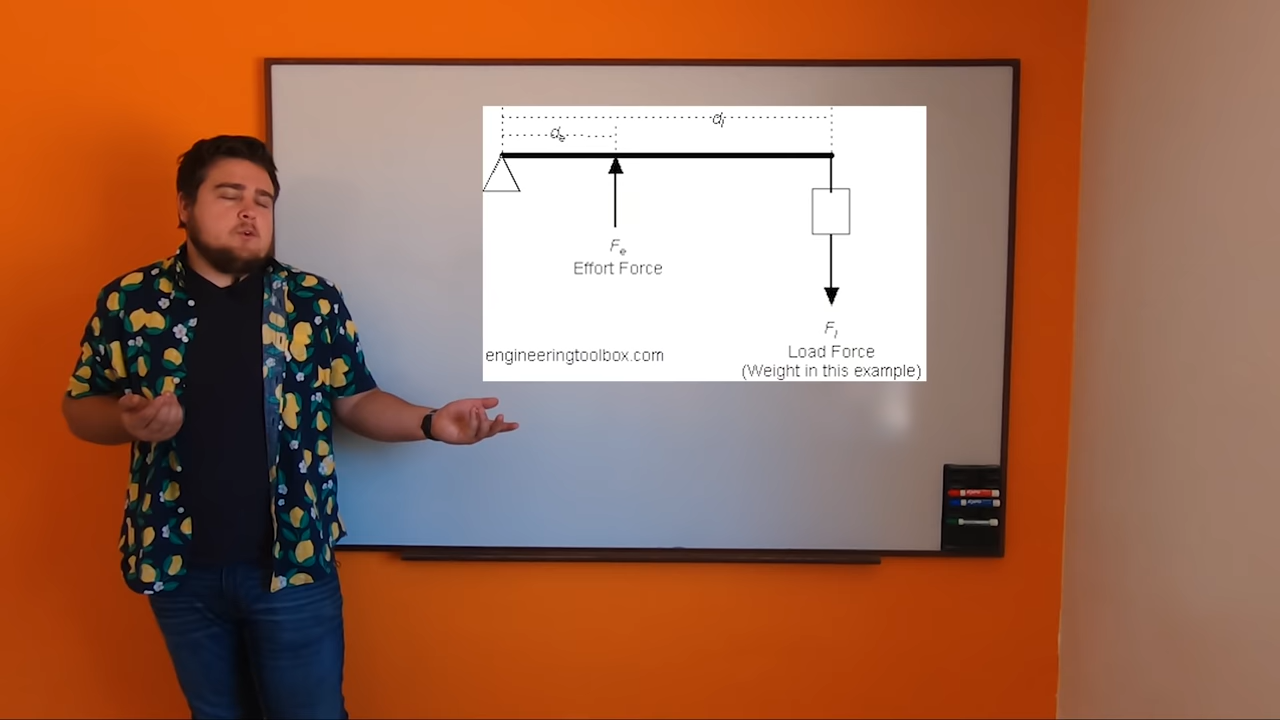 dₗ
dₑ
Fₑ
Effort Force
Fₗ
engineeringtoolbox.com
Load Force
(Weight in this example)